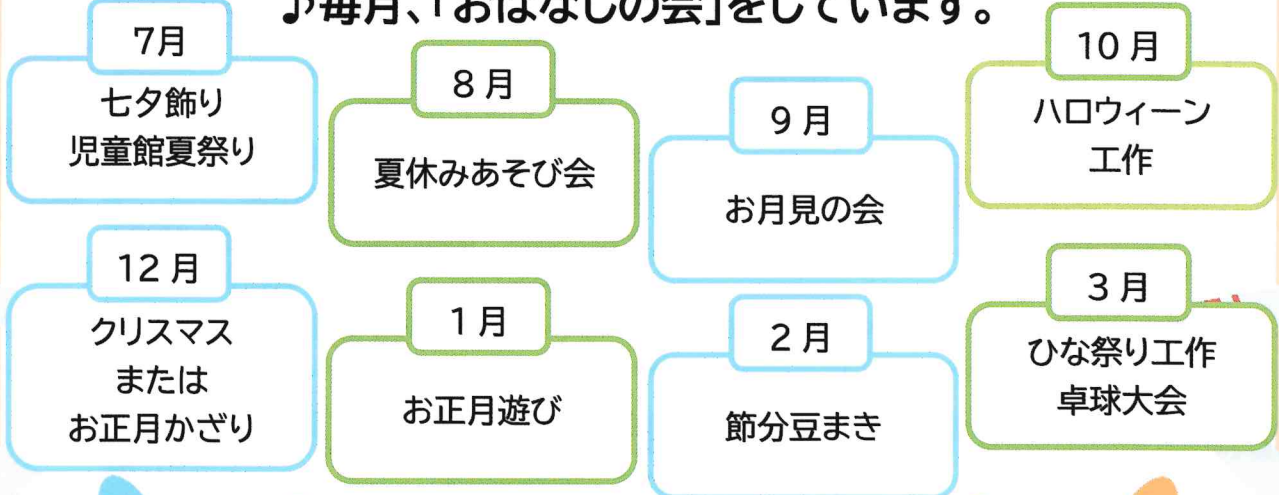 ♪毎月、「おはなしの会」をしています。
7月
七夕飾り
児童館夏祭り
8月
夏休みあそび会
9月
お月見の会
10月
ハロウィーン
工作
12月
クリスマス
または
お正月かざり
1月
お正月遊び
2月
節分豆まき
3月
ひな祭り工作
卓球大会